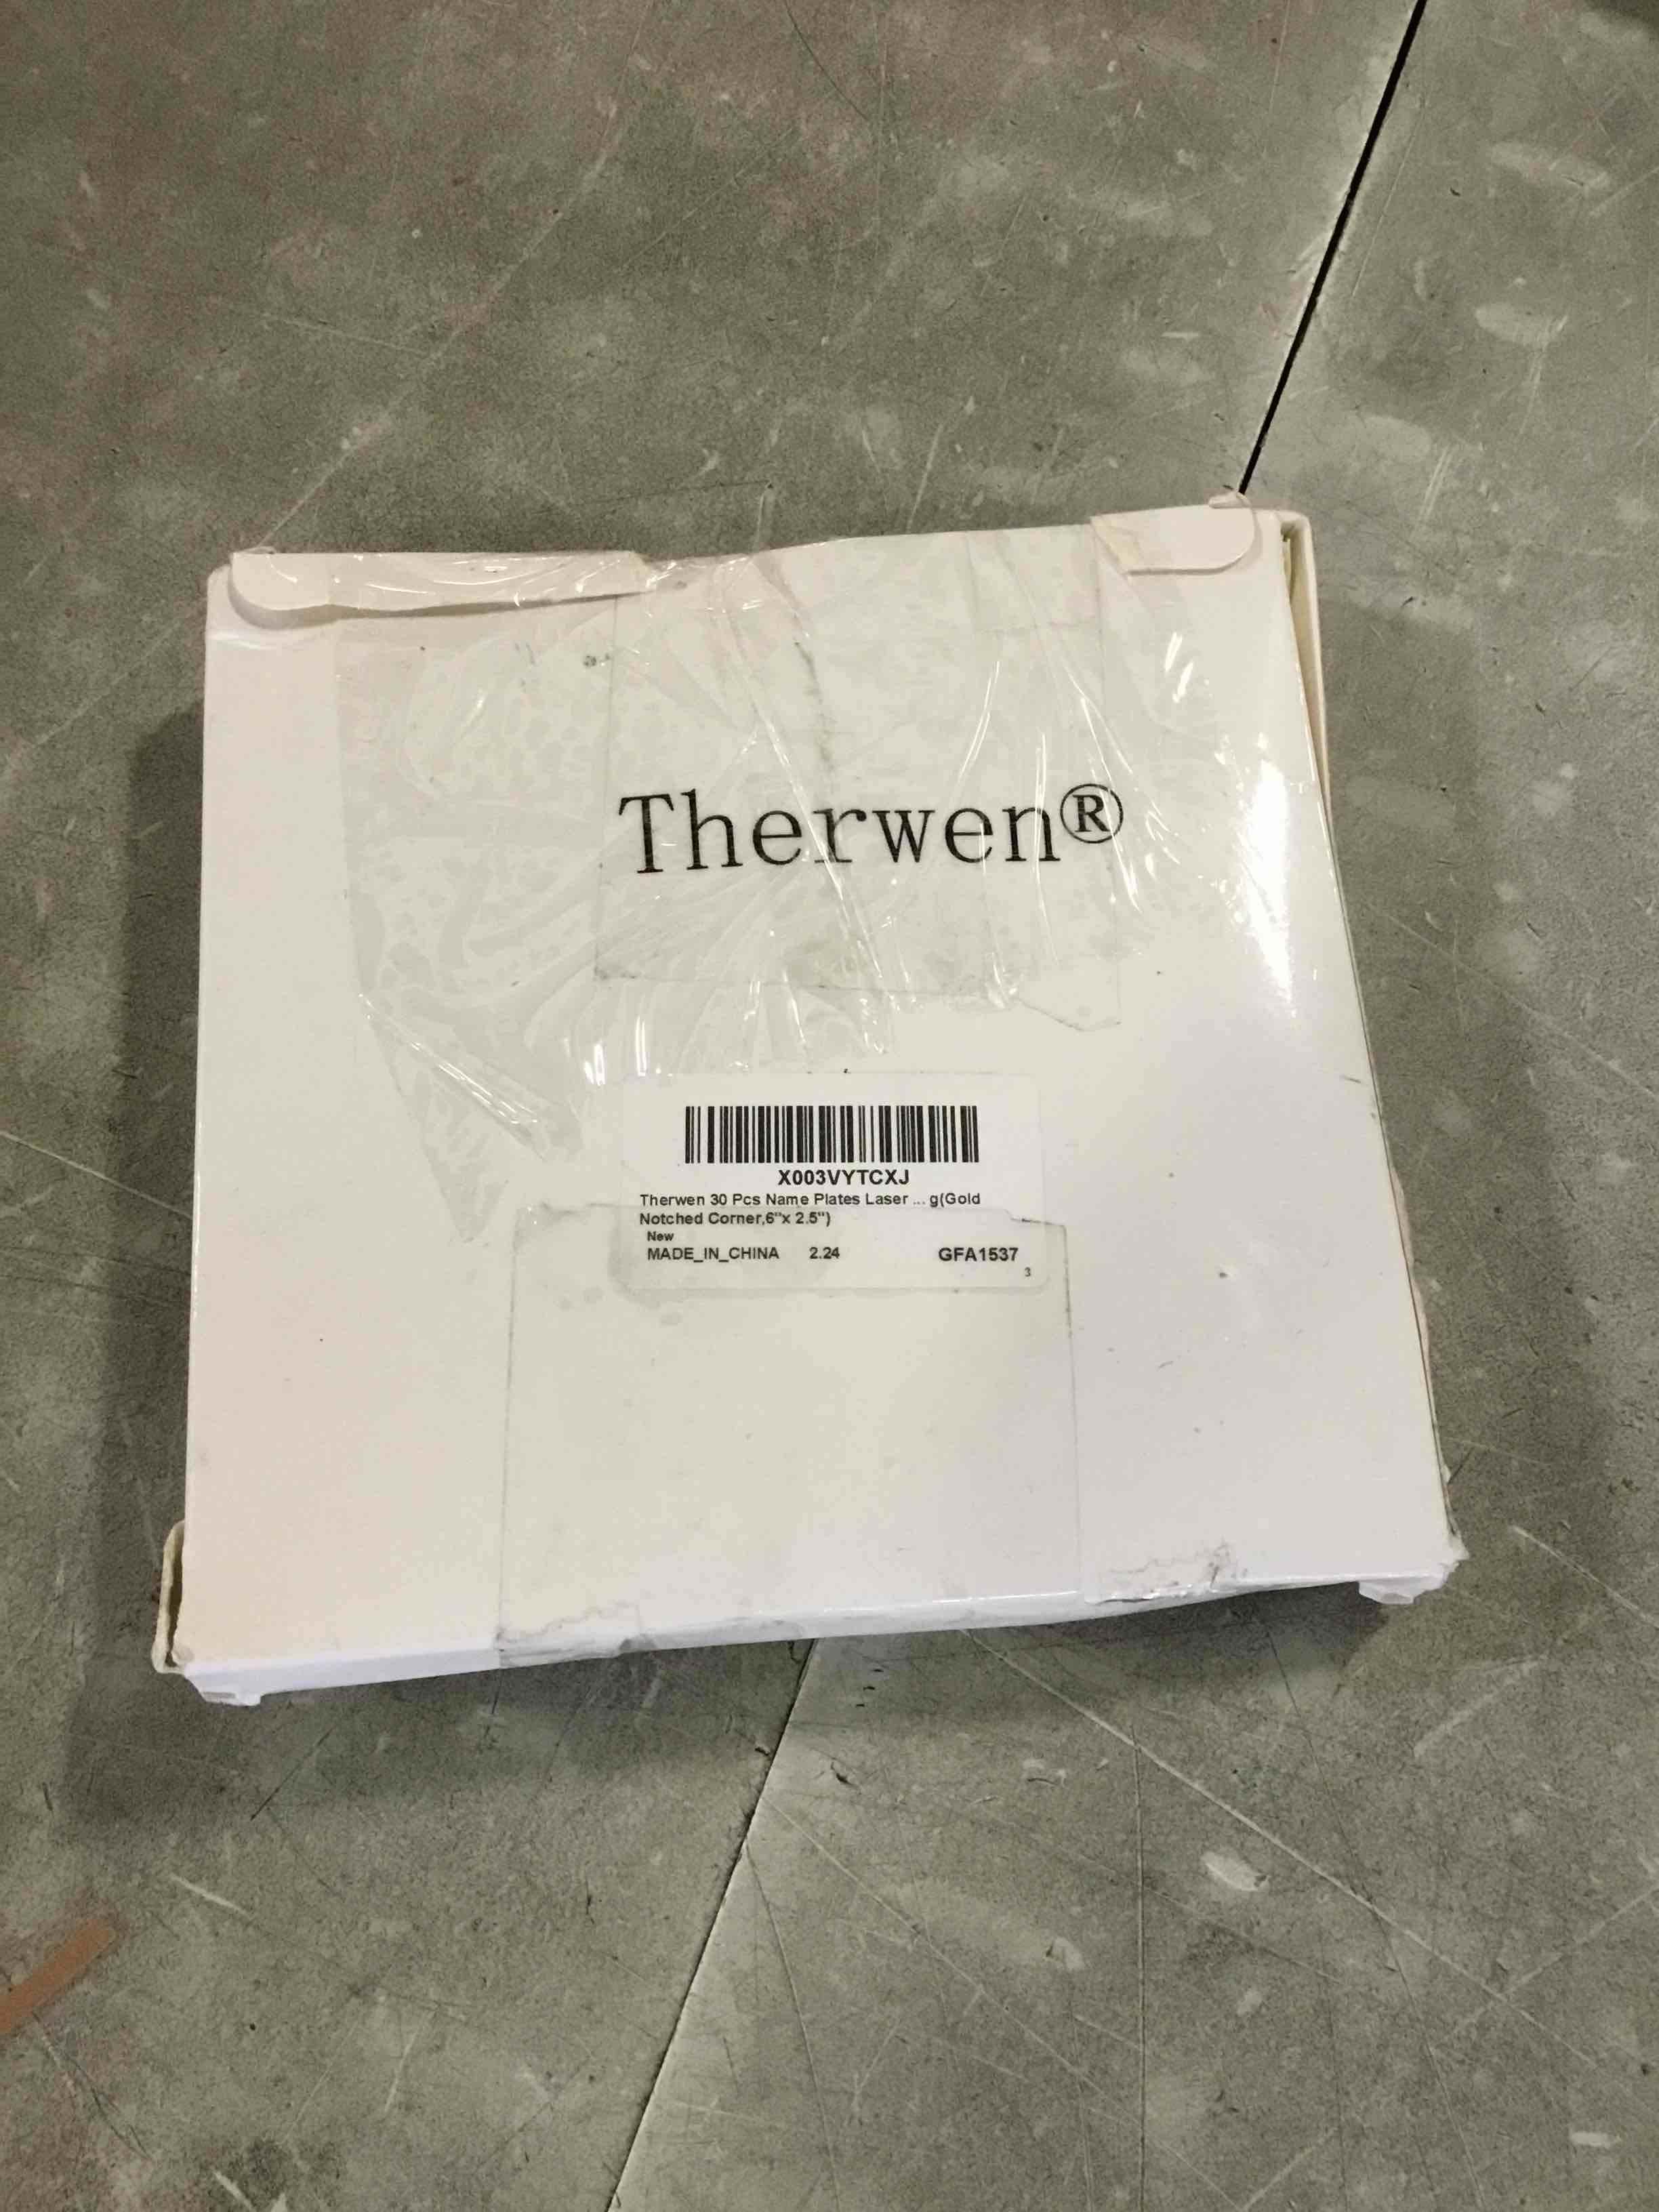 Therwen®
X003VYTCXJ
Therwen 30 Pcs Name Plates Laser ... g(Gold
Notched Corner,6"x 2.5")
New
MADE_IN_CHINA 2.24 GFA1537
3